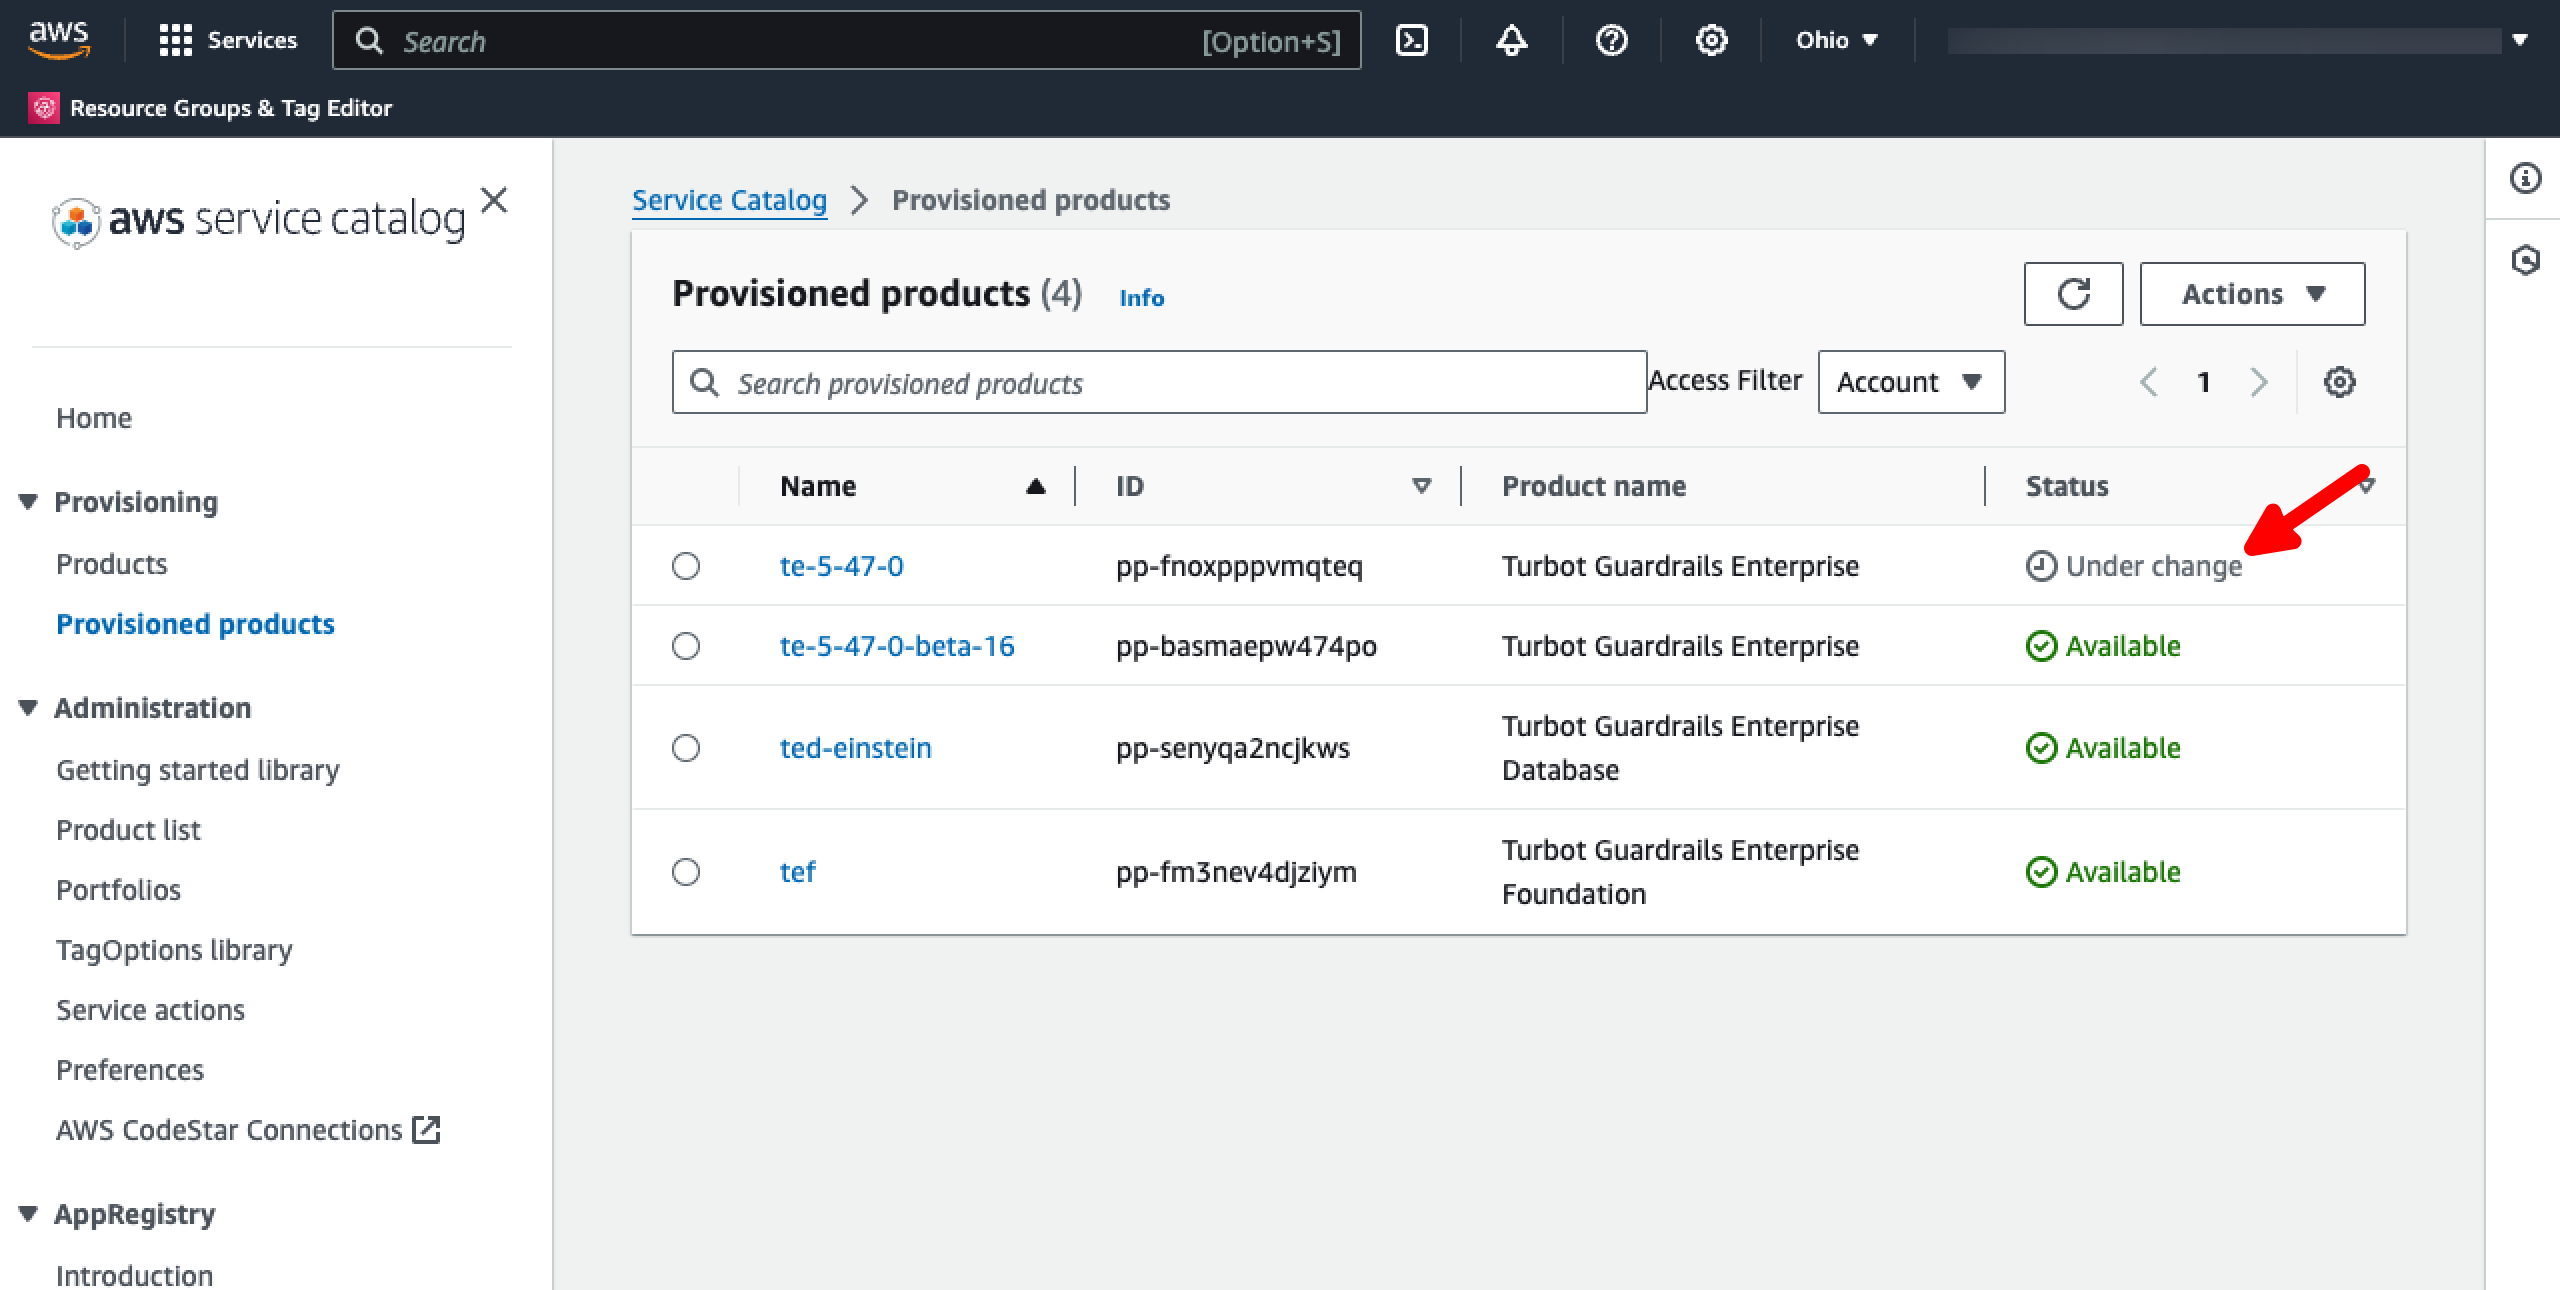 aws
Services
Search
[Option+S]
Ohio
Resource Groups & Tag Editor
aws service catalog
Home
Provisioning
Products
Provisioned products
Administration
Getting started library
Product list
Portfolios
TagOptions library
Service actions
Preferences
AWS CodeStar Connections
AppRegistry
Introduction
Service Catalog
Provisioned products
Provisioned products (4)
Info
Actions
Search provisioned products
Access Filter
Account
1
Name
ID
Product name
Status
te-5-47-0
pp-fnoxpppvmqteq
Turbot Guardrails Enterprise
Under change
te-5-47-0-beta-16
pp-basmaepw474po
Turbot Guardrails Enterprise
Available
ted-einstein
pp-senyqa2ncjkws
Turbot Guardrails Enterprise
Database
Available
tef
pp-fm3nev4djziym
Turbot Guardrails Enterprise
Foundation
Available